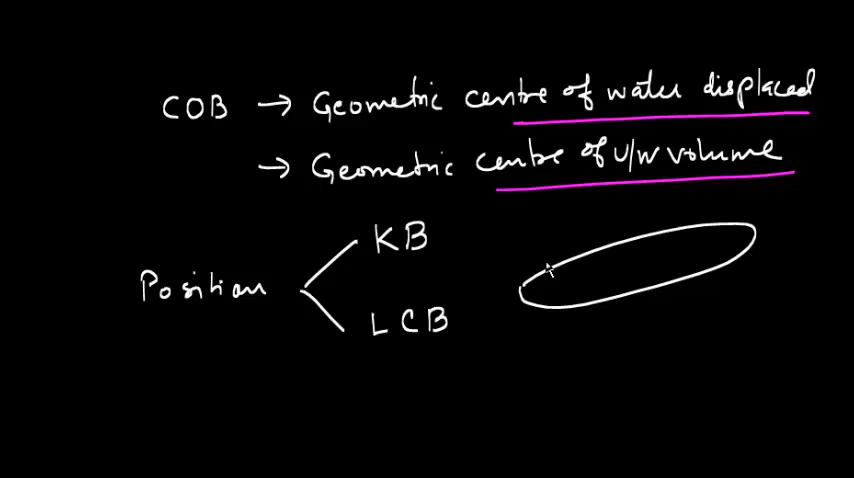 COB → Geometric centre of water displaced
→ Geometric centre of U/W volume
KB
Position
LCB